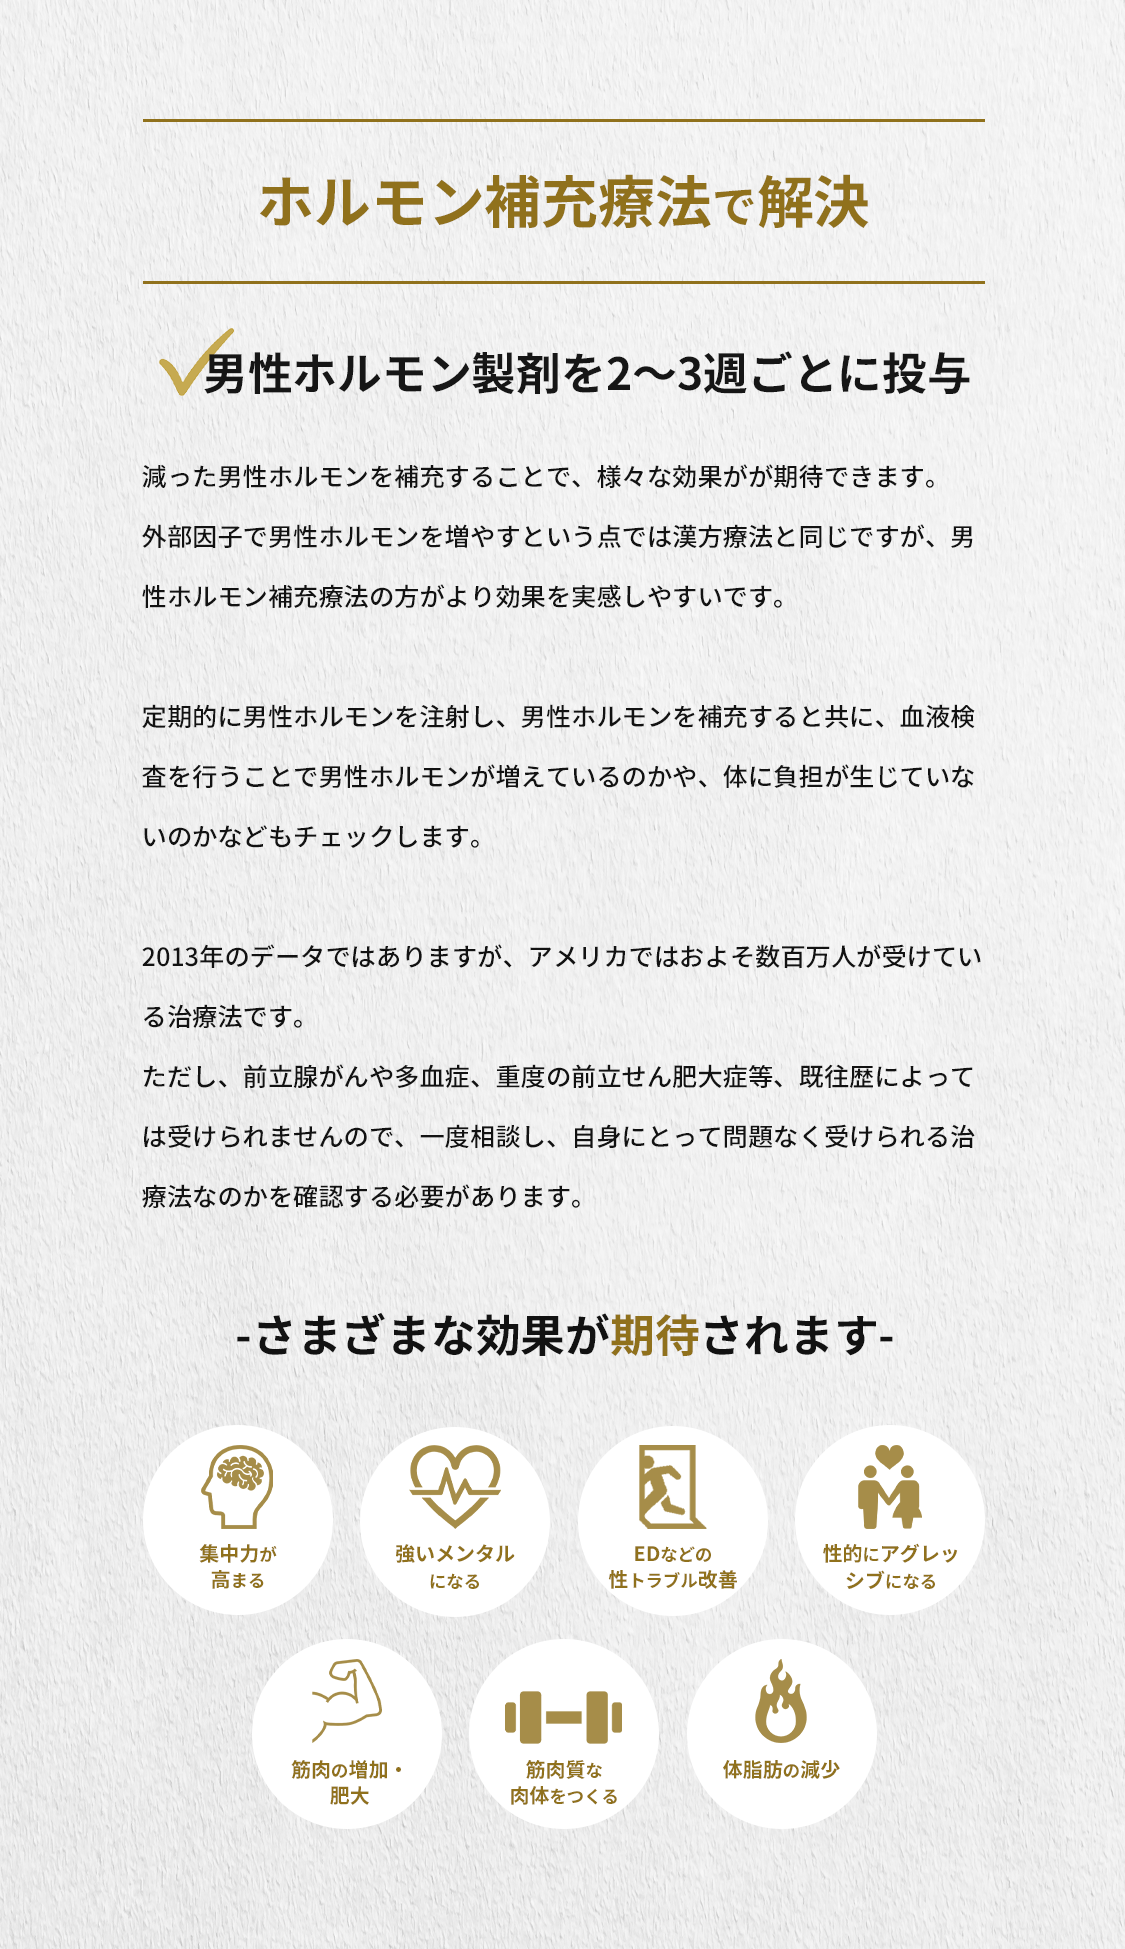 ホルモン補充療法で解決
男性ホルモン製剤を2〜3週ごとに投与
減った男性ホルモンを補充することで、様々な効果がが期待できます。
外部因子で男性ホルモンを増やすという点では漢方療法と同じですが、男
性ホルモン補充療法の方がより効果を実感しやすいです。
定期的に男性ホルモンを注射し、男性ホルモンを補充すると共に、血液検
査を行うことで男性ホルモンが増えているのかや、体に負担が生じていな
いのかなどもチェックします。
2013年のデータではありますが、アメリカではおよそ数百万人が受けてい
る治療法です。
ただし、前立腺がんや多血症、重度の前立せん肥大症等、既往歴によって
は受けられませんので、一度相談し、自身にとって問題なく受けられる治
療法なのかを確認する必要があります。
-さまざまな効果が期待されます-
集中力が
高まる
強いメンタル
になる
EDなどの
性トラブル改善
性的にアグレッ
シブになる
筋肉の増加・
肥大
筋肉質な
肉体をつくる
体脂肪の減少